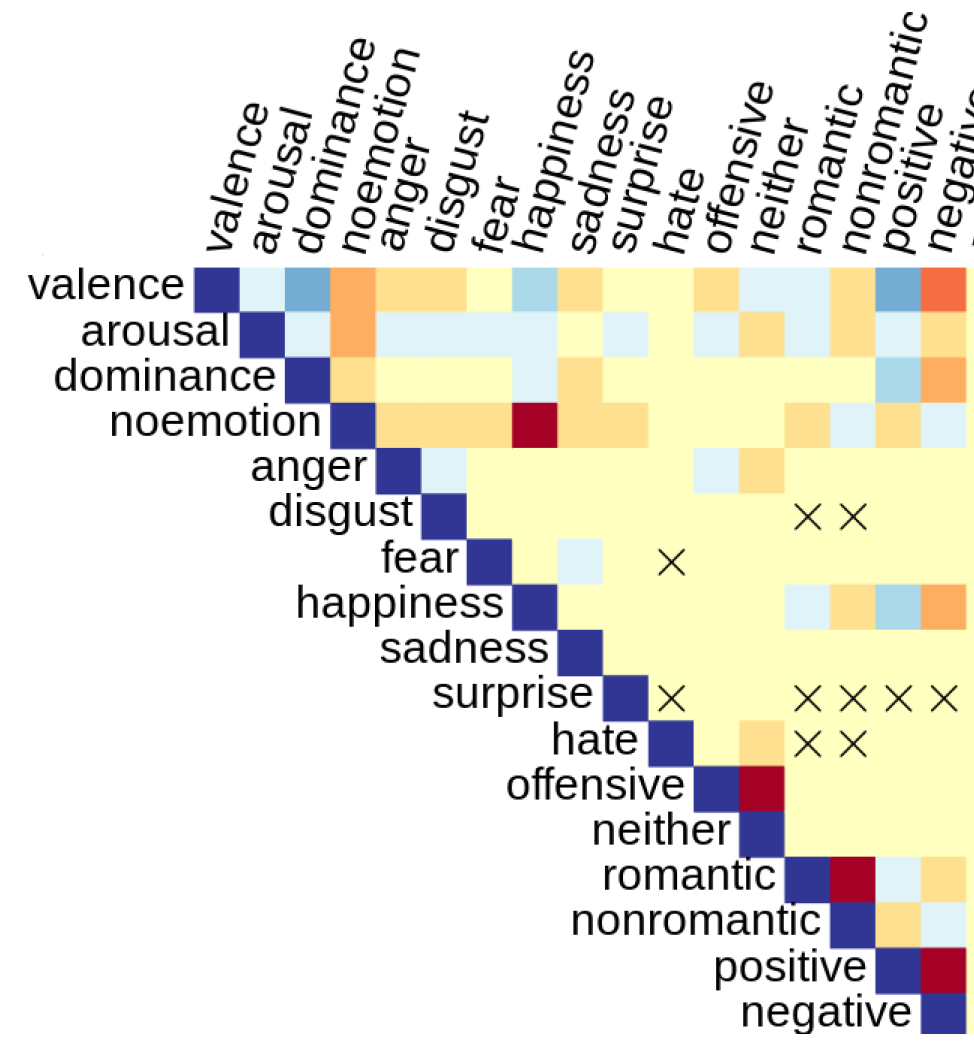 valence
arousal
dominance
noemotion
anger
disgust
fear
happiness
sadness
surprise
hate
offensive
neither
romantic
nonromantic
positive
negative
valence
arousal
dominance
noemotion
anger
disgust
fear
happiness
sadness
surprise
hate
offensive
neither
romantic
nonromantic
positive
negative